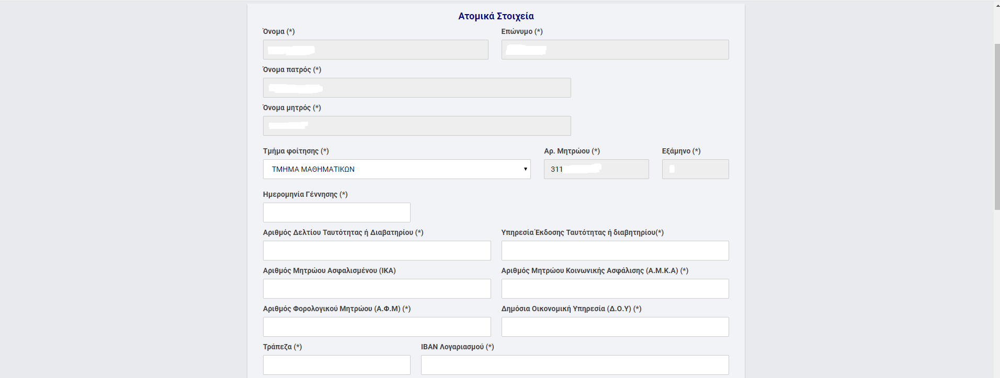 Ατομικά Στοιχεία
Όνομα (*) Επώνυμο (*)
Όνομα πατρός (*)
Όνομα μητρός (*)
Τμήμα φοίτησης (*) Αρ. Μητρώου (*) Εξάμηνο (*)
ΤΜΗΜΑ ΜΑΘΗΜΑΤΙΚΩΝ 311
Ημερομηνία Γέννησης (*)
Αριθμός Δελτίου Ταυτότητας ή Διαβατηρίου (*) Υπηρεσία Έκδοσης Ταυτότητας ή διαβητηρίου(*)
Αριθμός Μητρώου Ασφαλισμένου (ΙΚΑ) Αριθμός Μητρώου Κοινωνικής Ασφάλισης (Α.Μ.Κ.Α) (*)
Αριθμός Φορολογικού Μητρώου (Α.Φ.Μ) (*) Δημόσια Οικονομική Υπηρεσία (Δ.Ο.Υ) (*)
Τράπεζα (*) IBAN Λογαριασμού (*)